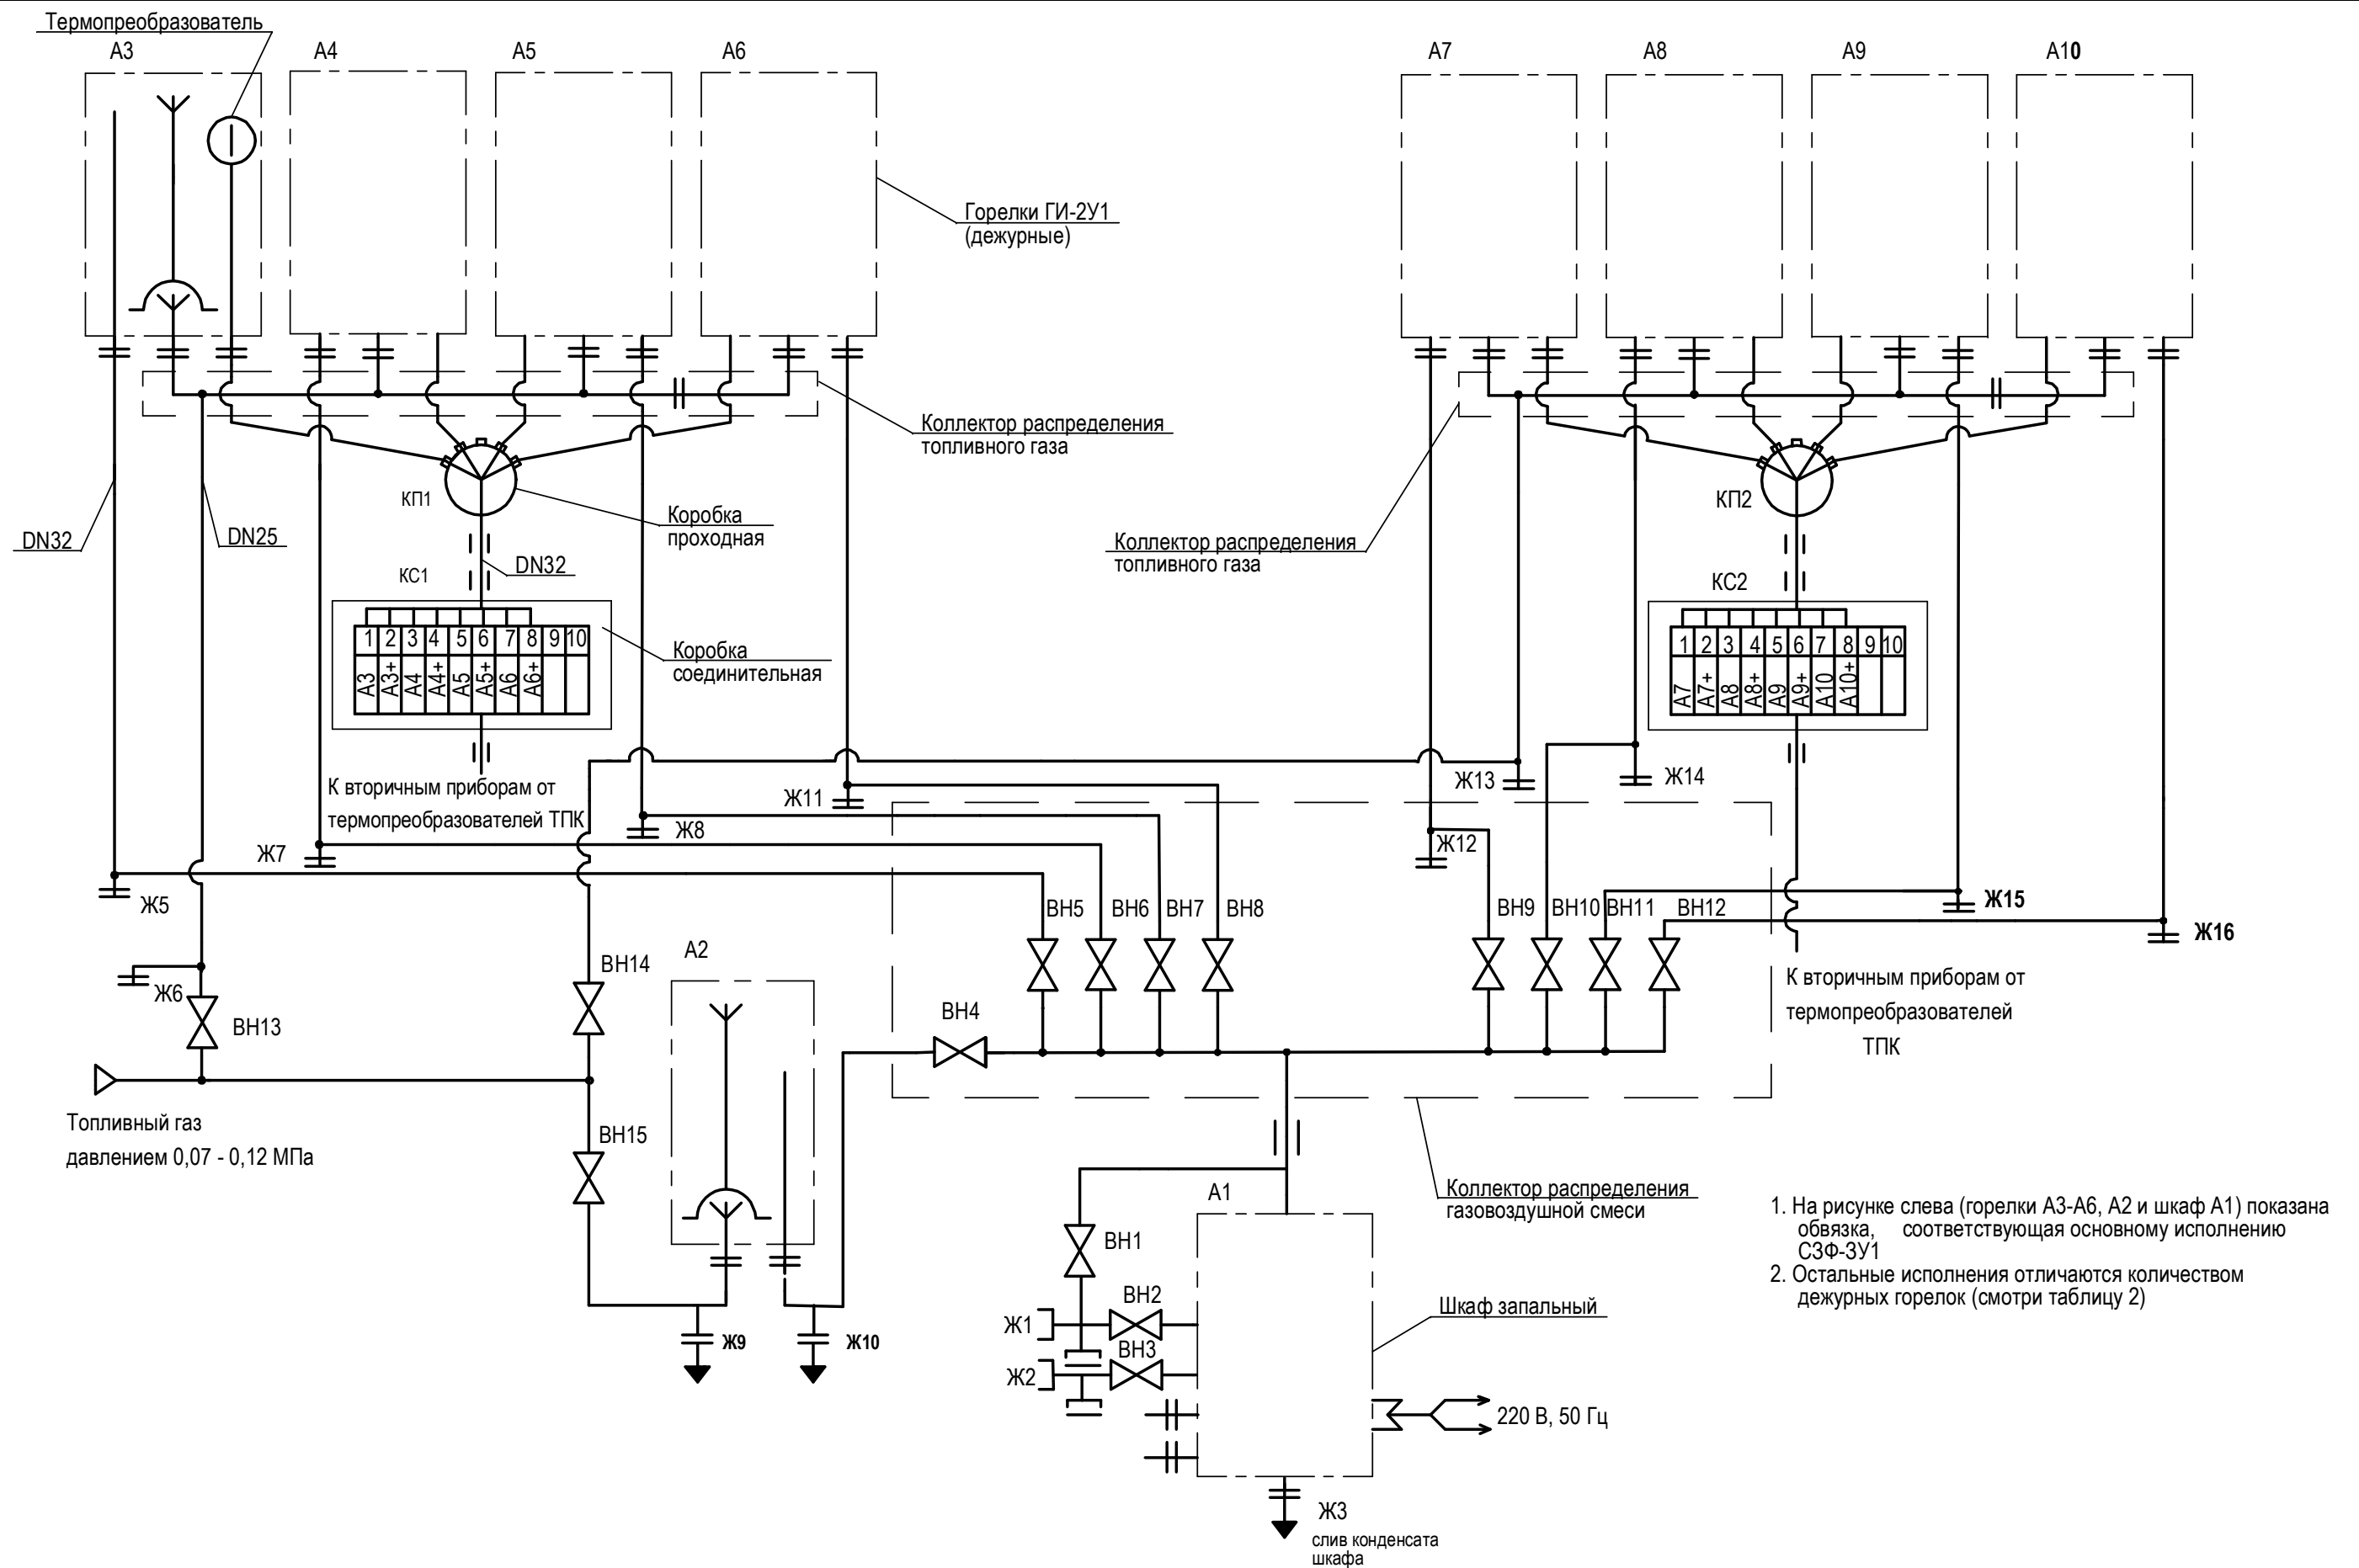 Термопреобразователь
А3
А4
А5
А6
А7
А8
А9
А10
Горелки ГИ-2У1
(дежурные)
Коллектор распределения
топливного газа
КП1
Коробка
проходная
DN32
DN25
КС1
DN32
1 2 3 4 5 6 7 8 9 10
А3 А3+ А4 А4+ А5 А5+ А6 А6+
Коробка
соединительная
К вторичным приборам от
термопреобразователей ТПК
Коллектор распределения
топливного газа
КП2
КС2
1 2 3 4 5 6 7 8 9 10
А7 А7+ А8 А8+ А9 А9+ А10 А10+
Ж11
Ж13
Ж14
Ж8
Ж7
Ж12
Ж5
Ж15
Ж16
ВН5
ВН6
ВН7
ВН8
ВН9
ВН10
ВН11
ВН12
А2
ВН14
Ж6
ВН13
ВН4
К вторичным приборам от
термопреобразователей
ТПК
Топливный газ
давлением 0,07 - 0,12 МПа
ВН15
А1
Коллектор распределения
газовоздушной смеси
ВН1
ВН2
Ж1
ВН3
Ж2
Ж9
Ж10
Шкаф запальный
220 В, 50 Гц
Ж3
слив конденсата
шкафа
1. На рисунке слева (горелки А3-А6, А2 и шкаф А1) показана
обвязка, соответствующая основному исполнению
СЗФ-ЗУ1
2. Остальные исполнения отличаются количеством
дежурных горелок (смотри таблицу 2)